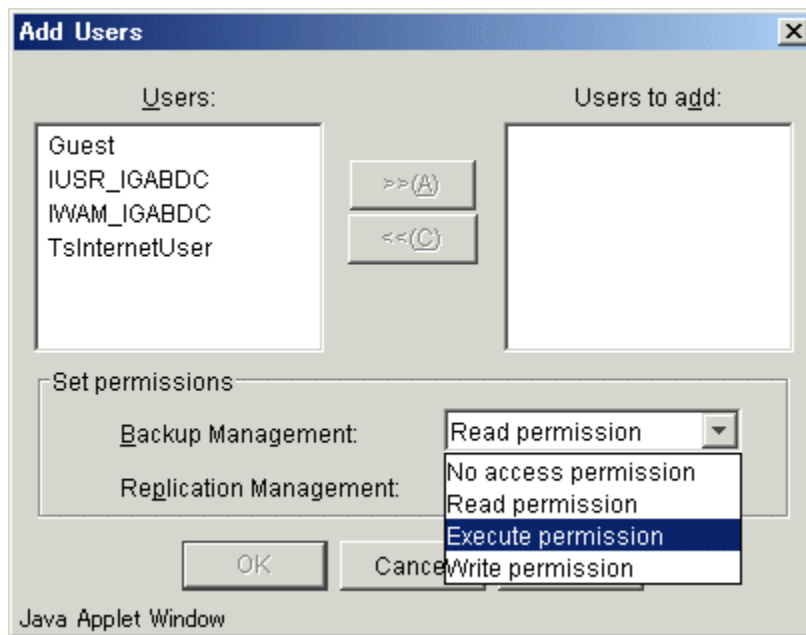 Add Users
Users:
Users to add:
Guest
IUSR_IGABDC
IWAM_IGABDC
TsInternetUser
>>(A)
<<(C)
Set permissions
Backup Management:
Read permission
Replication Management:
No access permission
Read permission
Execute permission
Write permission
OK
Cance
Java Applet Window